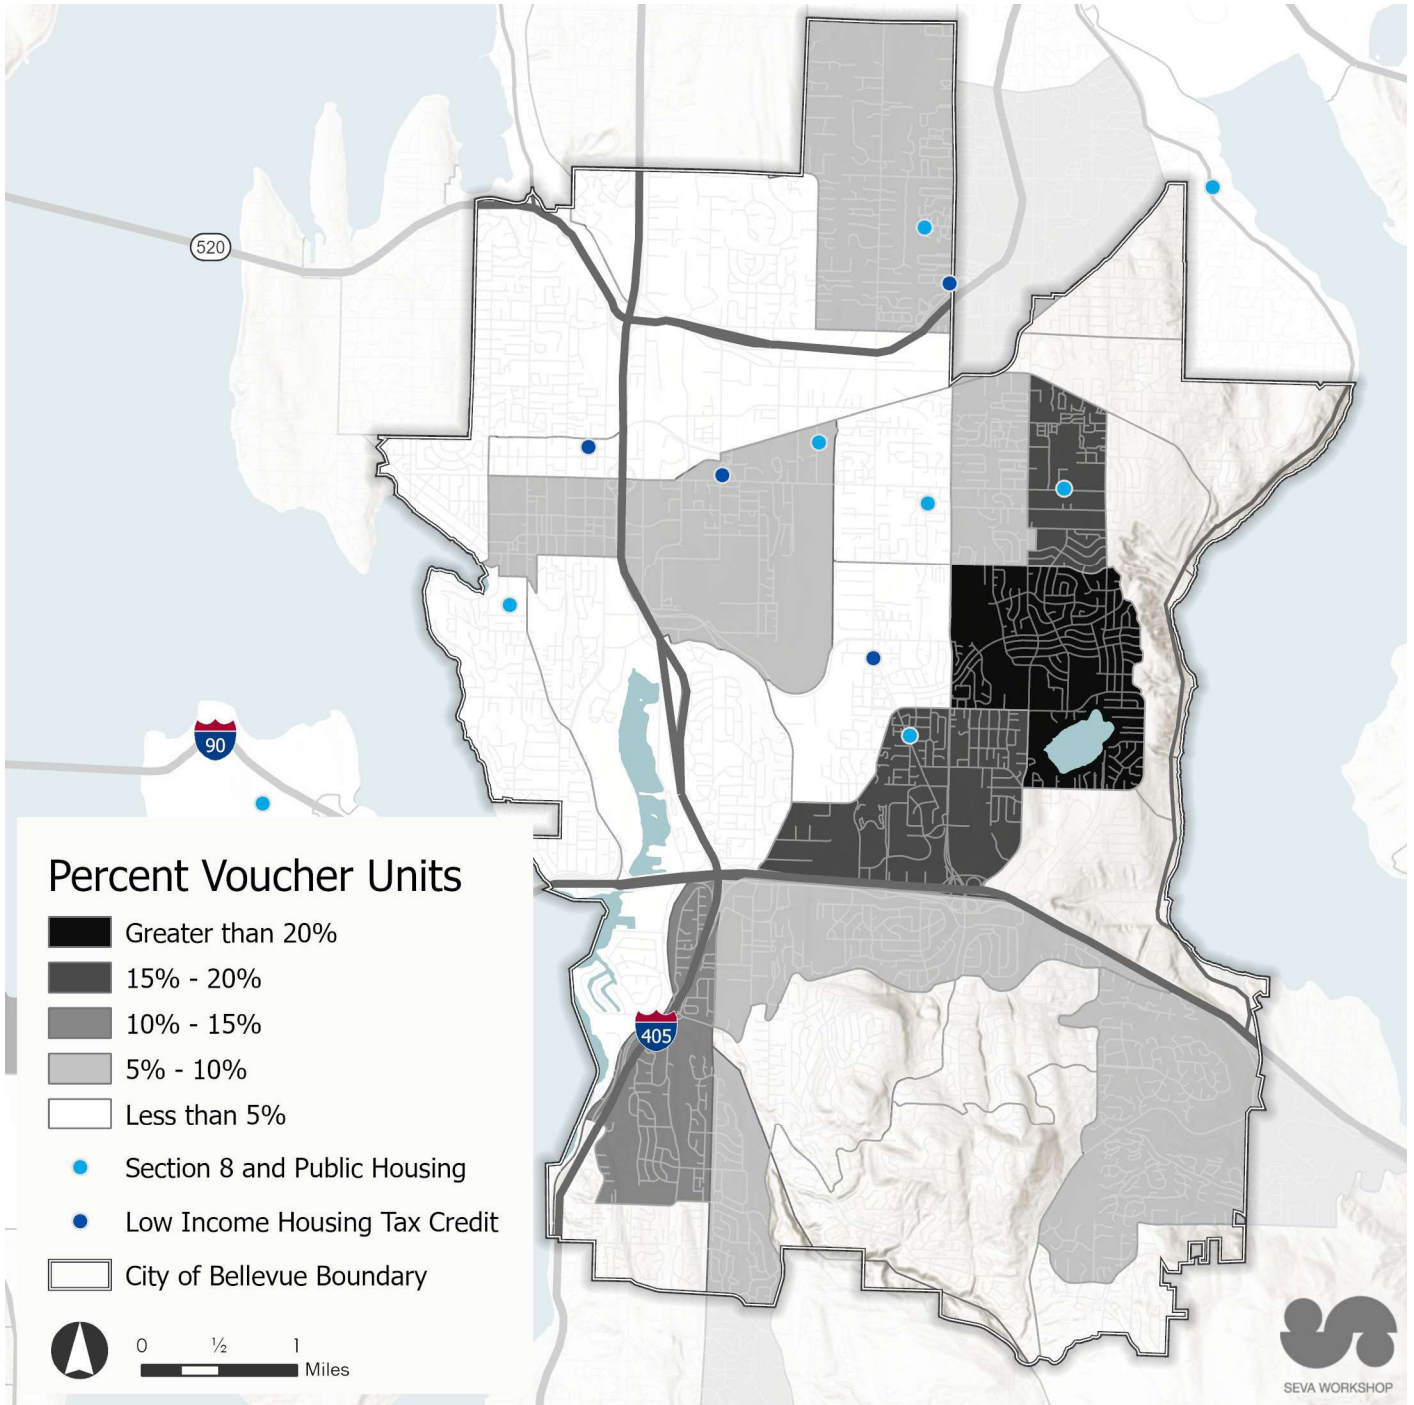 520
90
405
Percent Voucher Units
Greater than 20%
15% - 20%
10% - 15%
5% - 10%
Less than 5%
Section 8 and Public Housing
Low Income Housing Tax Credit
City of Bellevue Boundary
0 ½ 1
Miles
SEVA WORKSHOP